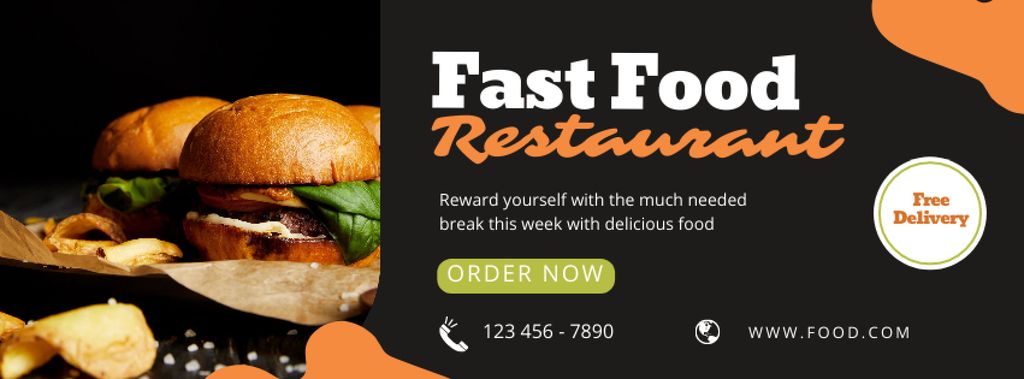 Fast Food
Restaurant
Reward yourself with the much needed
break this week with delicious food
Free
Delivery
ORDER NOW
123 456 - 7890
WWW.FOOD.COM